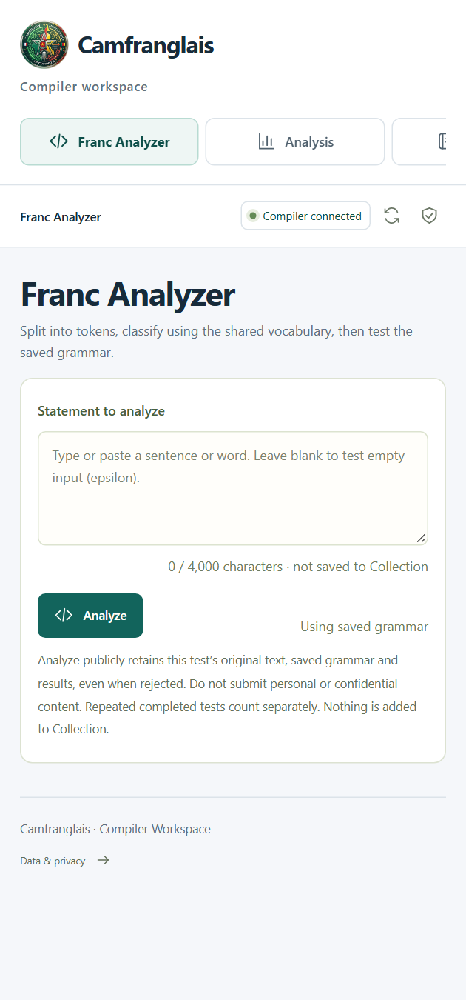 Camfranglais
Compiler workspace
Franc Analyzer
Analysis
Franc Analyzer
Compiler connected
Franc Analyzer
Split into tokens, classify using the shared vocabulary, then test the
saved grammar.
Statement to analyze
Type or paste a sentence or word. Leave blank to test empty
input (epsilon).
0 / 4,000 characters · not saved to Collection
Analyze
Using saved grammar
Analyze publicly retains this test's original text, saved grammar and
results, even when rejected. Do not submit personal or confidential
content. Repeated completed tests count separately. Nothing is added
to Collection.
Camfranglais · Compiler Workspace
Data & privacy